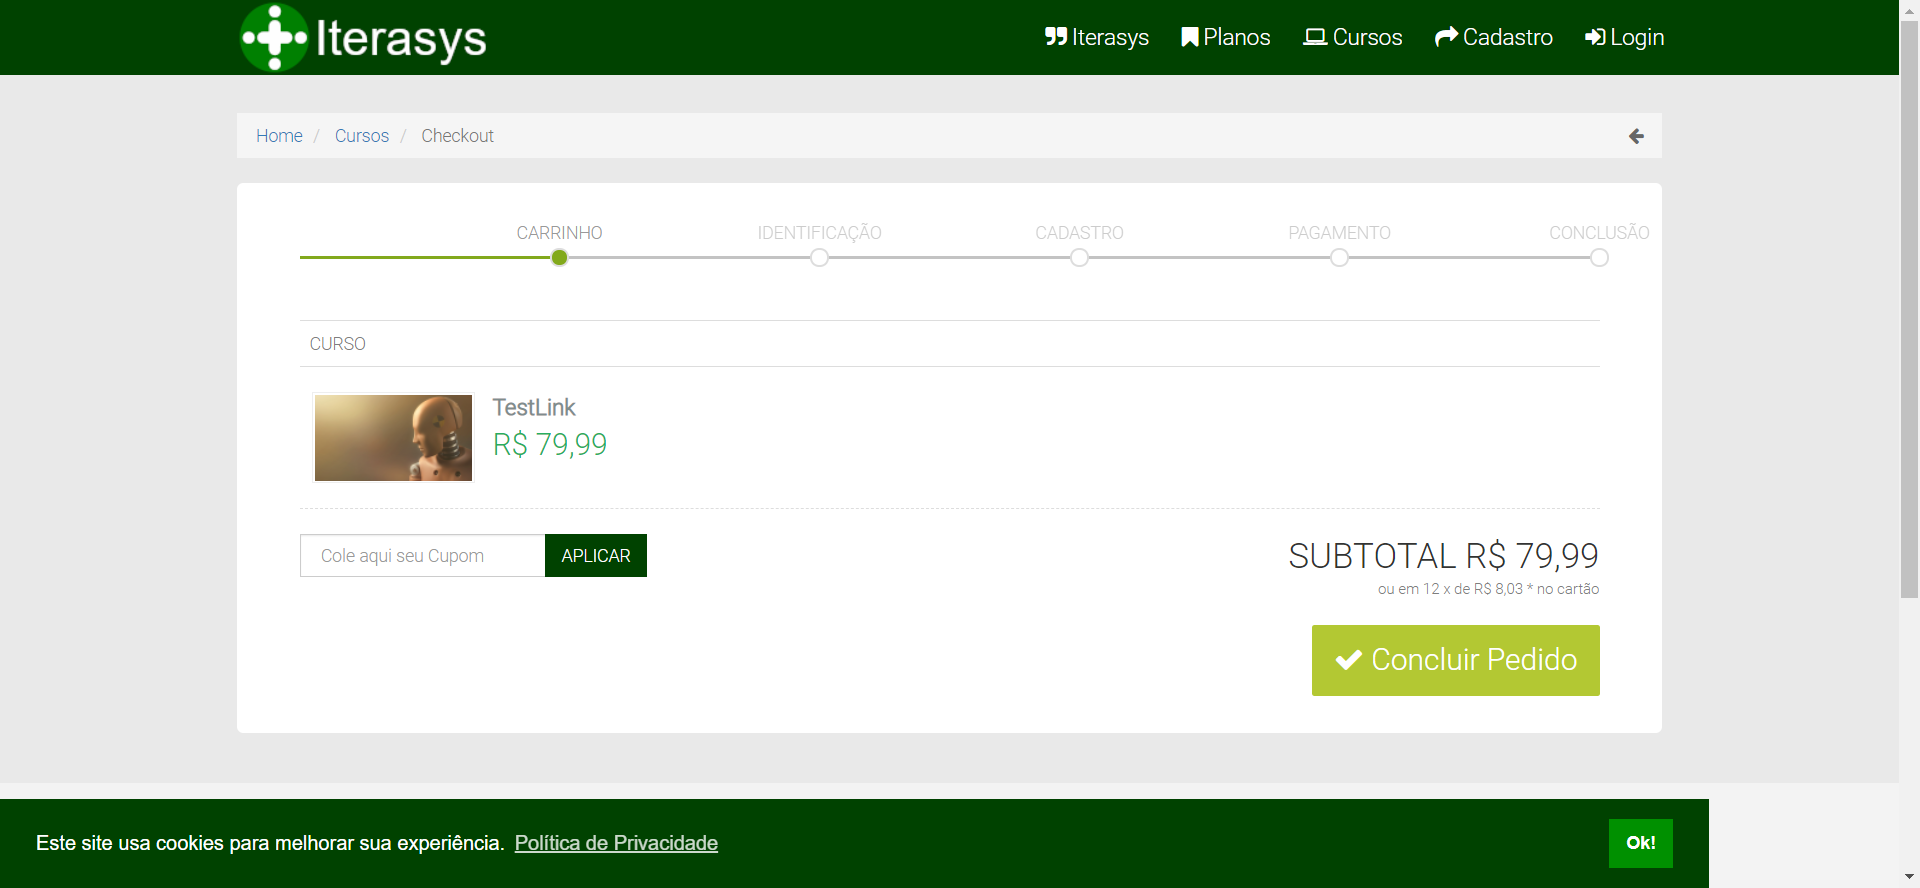 Iterasys
Iterasys Planos Cursos Cadastro Login
Home / Cursos / Checkout
CARRINHO IDENTIFICAÇÃO CADASTRO PAGAMENTO CONCLUSÃO
CURSO
TestLink
R$ 79,99
Cole aqui seu Cupom APLICAR
SUBTOTAL R$ 79,99
ou em 12 x de R$ 8,03 * no cartão
Concluir Pedido
Este site usa cookies para melhorar sua experiência. Política de Privacidade
Ok!